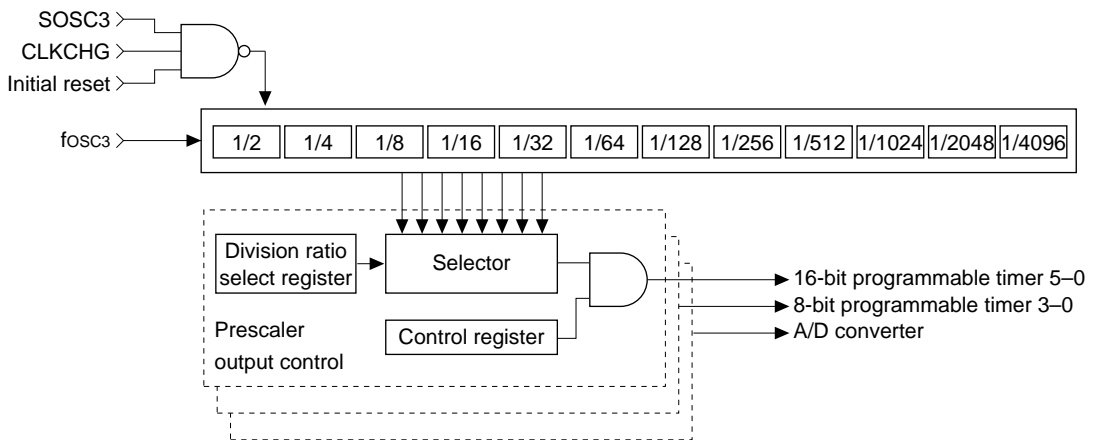 SOSC3
CLKCHG
Initial reset
fOSC3
1/2 1/4 1/8 1/16 1/32 1/64 1/128 1/256 1/512 1/1024 1/2048 1/4096
Division ratio
select register
Selector
Control register
Prescaler
output control
16-bit programmable timer 5–0
8-bit programmable timer 3–0
A/D converter